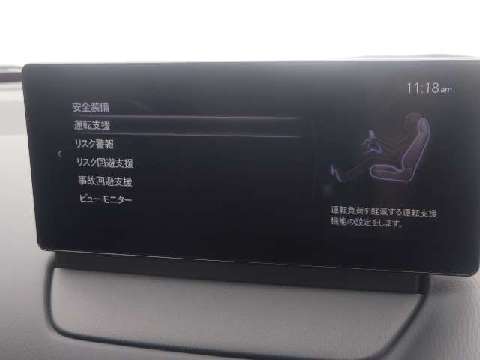 11:18 am
安全装備
運転支援
リスク警報
リスク回避支援
事故回避支援
ビューモニター
運転負荷を軽減する運転支援
機能の設定をします。